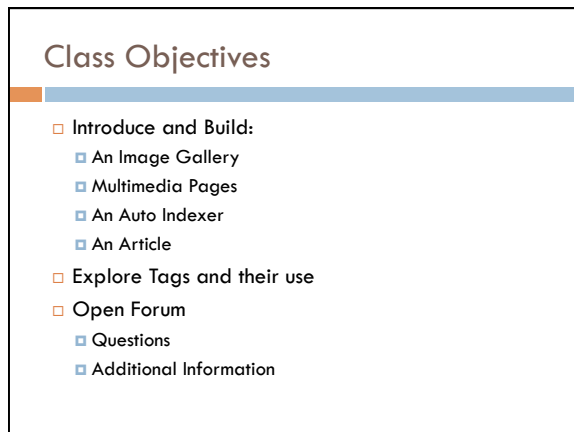 Class Objectives
Introduce and Build:
An Image Gallery
Multimedia Pages
An Auto Indexer
An Article
Explore Tags and their use
Open Forum
Questions
Additional Information